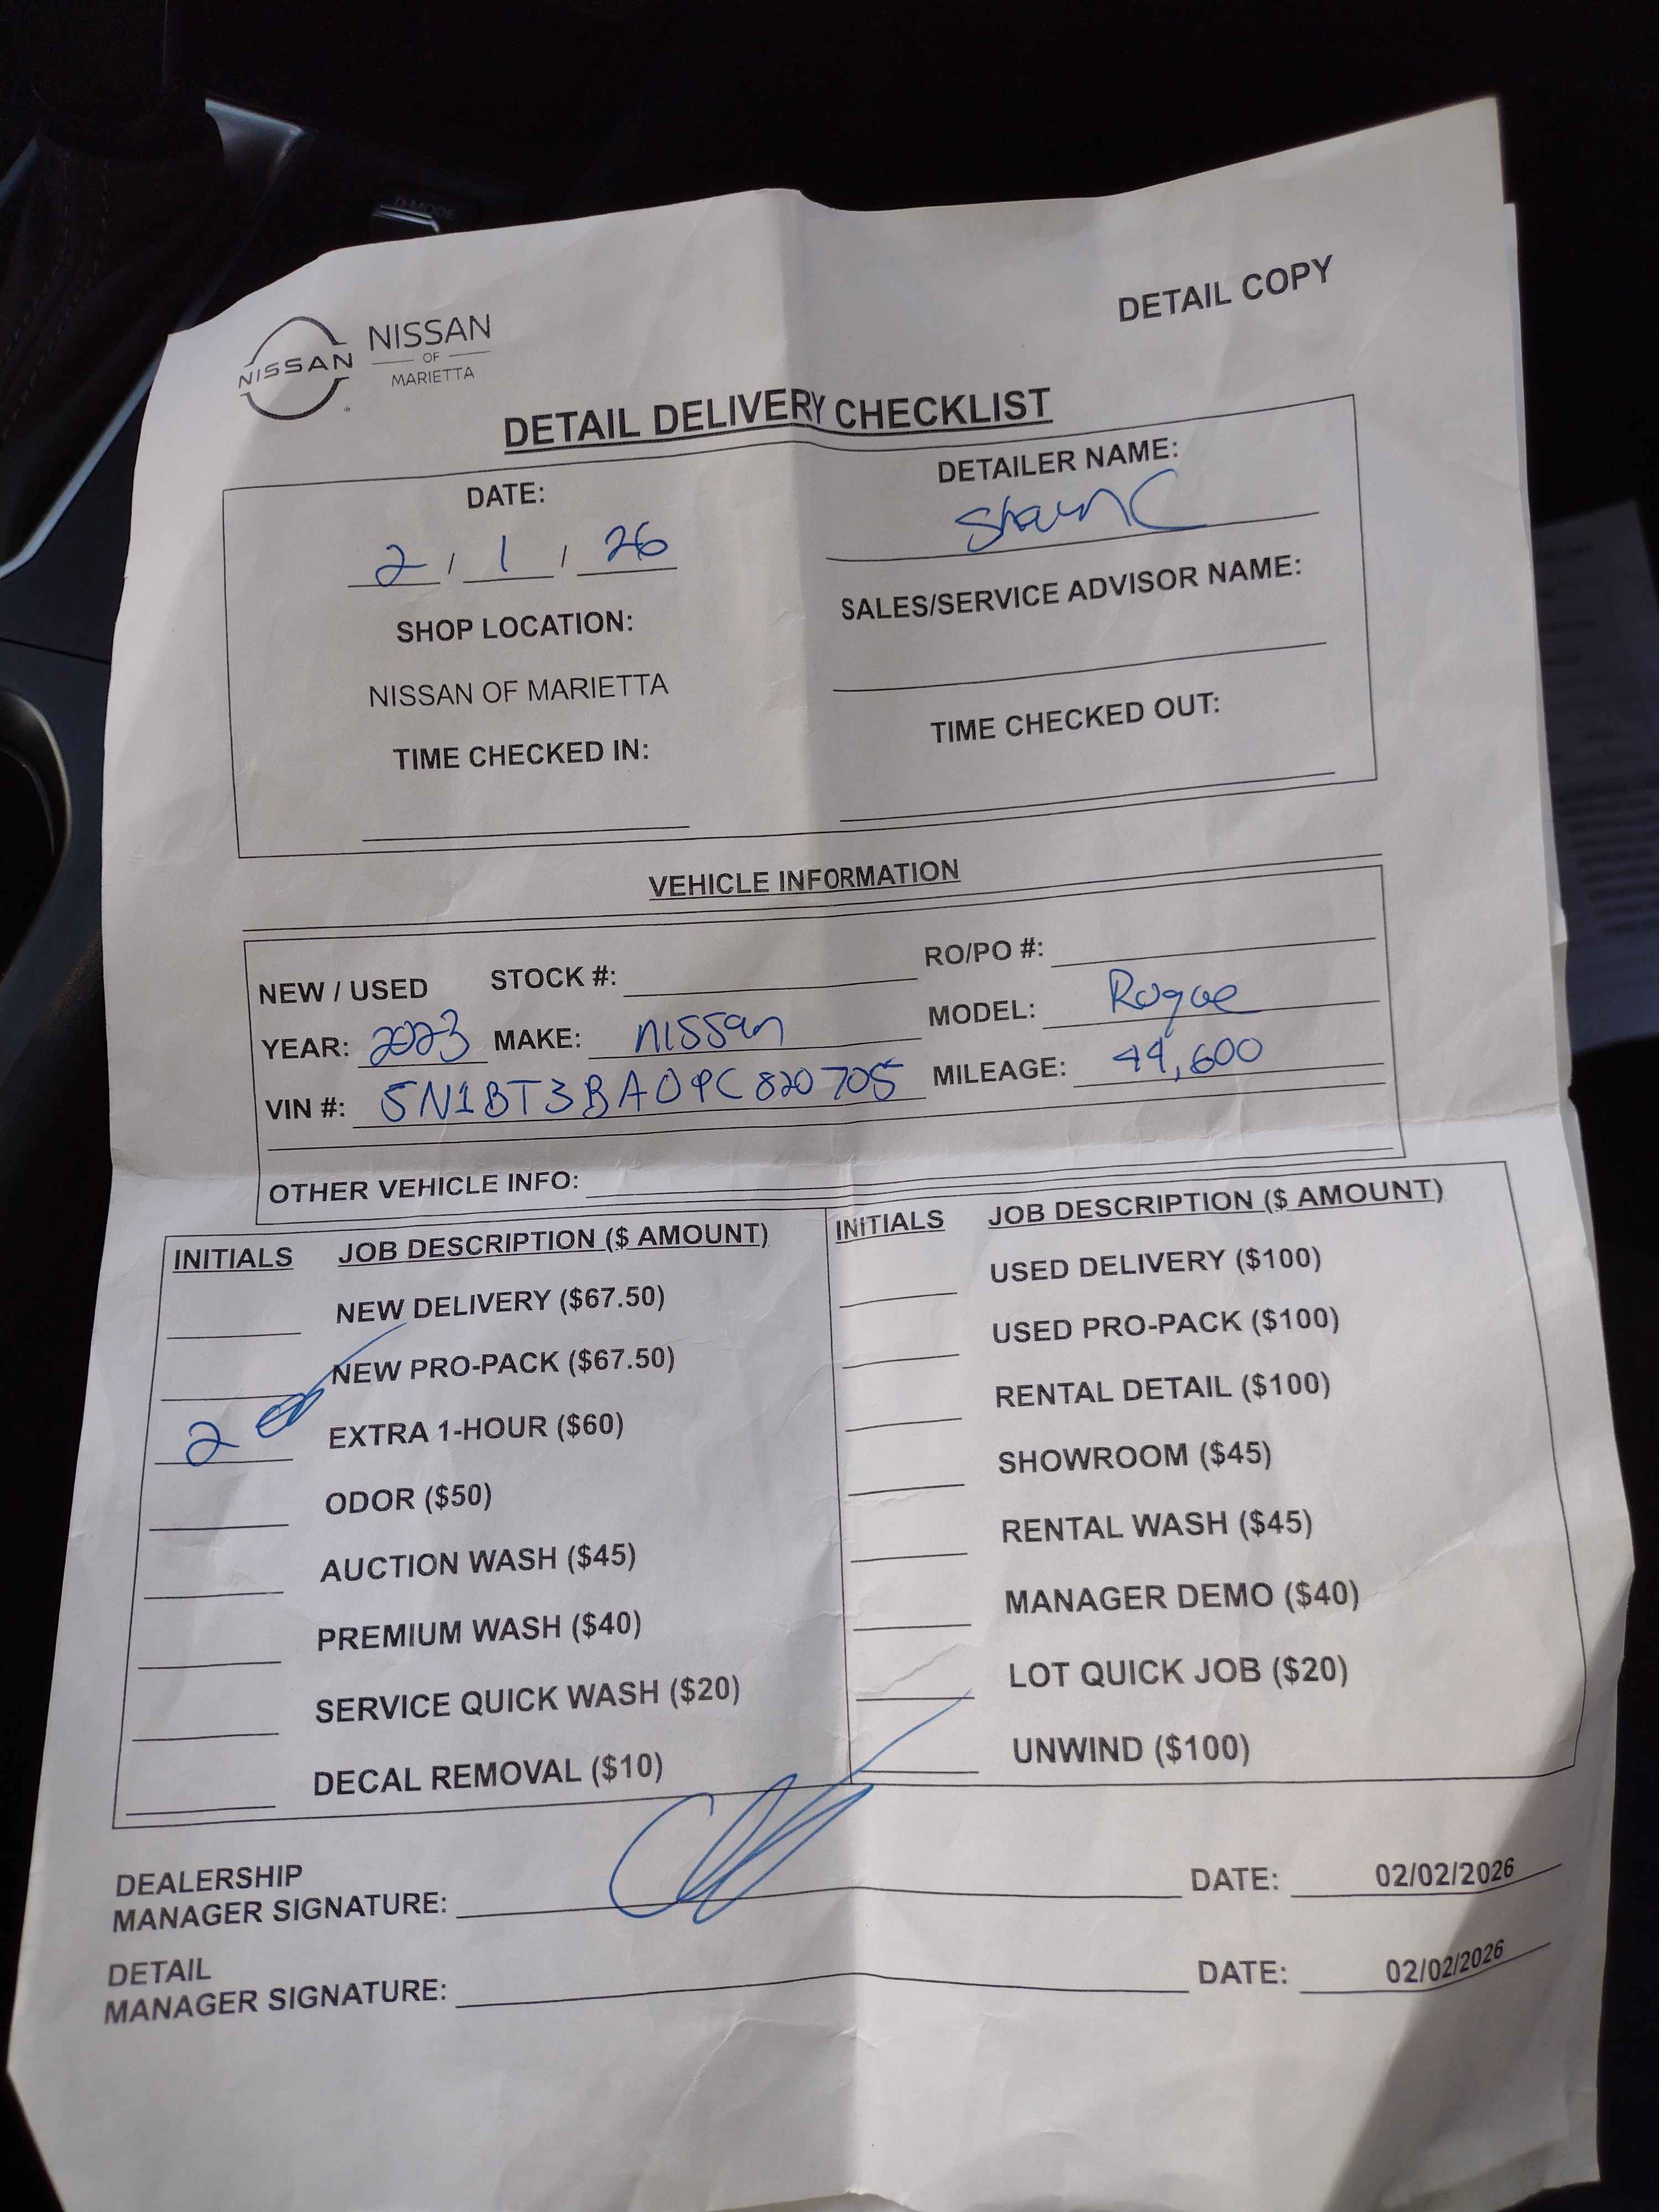 D-MODE
DETAIL COPY
NISSAN NISSAN
OF
MARIETTA
DETAIL DELIVERY CHECKLIST
DATE:
2 / 1 / 26
SHOP LOCATION:
NISSAN OF MARIETTA
TIME CHECKED IN:
DETAILER NAME:
SALES/SERVICE ADVISOR NAME:
TIME CHECKED OUT:
VEHICLE INFORMATION
NEW / USED STOCK #: RO/PO #:
YEAR: 2023 MAKE: NISSan MODEL: Rogue
VIN #: 5N1BT3BA0PC820705 MILEAGE: 44,600
OTHER VEHICLE INFO:
INITIALS JOB DESCRIPTION ($ AMOUNT)
NEW DELIVERY ($67.50)
NEW PRO-PACK ($67.50)
2 EXTRA 1-HOUR ($60)
ODOR ($50)
AUCTION WASH ($45)
PREMIUM WASH ($40)
SERVICE QUICK WASH ($20)
DECAL REMOVAL ($10)
INITIALS JOB DESCRIPTION ($ AMOUNT)
USED DELIVERY ($100)
USED PRO-PACK ($100)
RENTAL DETAIL ($100)
SHOWROOM ($45)
RENTAL WASH ($45)
MANAGER DEMO ($40)
LOT QUICK JOB ($20)
UNWIND ($100)
DEALERSHIP
MANAGER SIGNATURE: DATE: 02/02/2026
DETAIL
MANAGER SIGNATURE: DATE: 02/02/2026